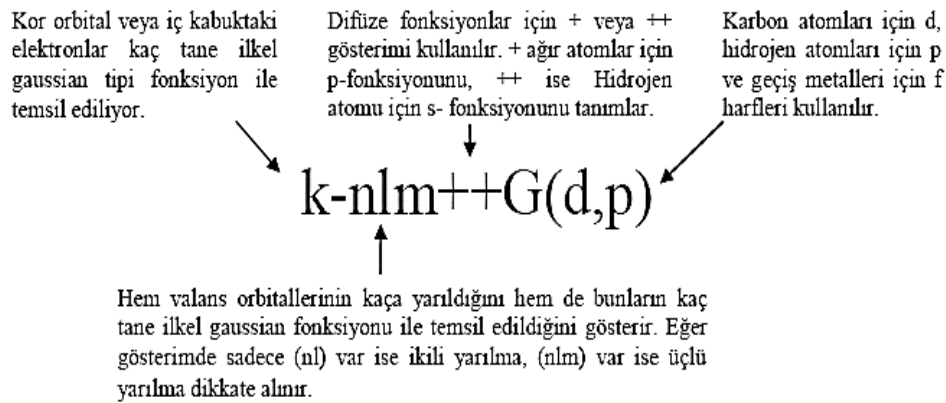 Kor orbital veya iç kabuktaki
elektronlar kaç tane ilkel
gaussian tipi fonksiyon ile
temsil ediliyor.
Difüze fonksiyonlar için + veya ++
gösterimi kullanılır. + ağır atomlar için
p-fonksiyonunu, ++ ise Hidrojen
atomu için s- fonksiyonunu tanımlar.
Karbon atomları için d,
hidrojen atomları için p
ve geçiş metalleri için f
harfleri kullanılır.
k-nlm++G(d,p)
Hem valans orbitallerinin kaça yarıldığını hem de bunların kaç
tane ilkel gaussian fonksiyonu ile temsil edildiğini gösterir. Eğer
gösterimde sadece (nl) var ise ikili yarılma, (nlm) var ise üçlü
yarılma dikkate alınır.